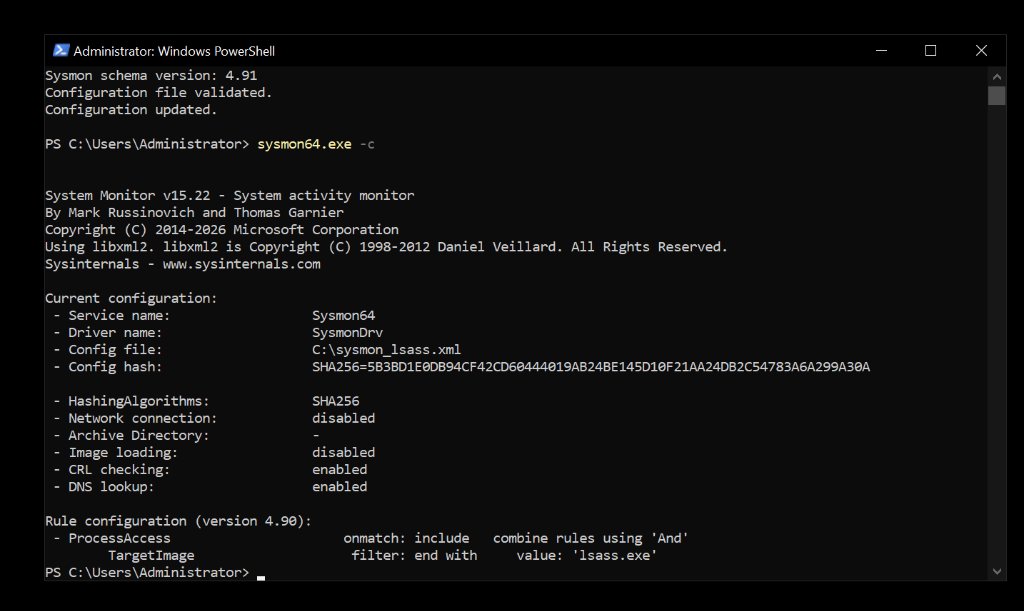 Administrator: Windows PowerShell
Sysmon schema version: 4.91
Configuration file validated.
Configuration updated.
PS C:\Users\Administrator> sysmon64.exe -c
System Monitor v15.22 - System activity monitor
By Mark Russinovich and Thomas Garnier
Copyright (C) 2014-2026 Microsoft Corporation
Using libxml2. libxml2 is Copyright (C) 1998-2012 Daniel Veillard. All Rights Reserved.
Sysinternals - www.sysinternals.com
Current configuration:
- Service name: Sysmon64
- Driver name: SysmonDrv
- Config file: C:\sysmon_lsass.xml
- Config hash: SHA256=5B3BD1E0DB94CF42CD60444019AB24BE145D10F21AA24DB2C54783A6A299A30A
- HashingAlgorithms: SHA256
- Network connection: disabled
- Archive Directory: -
- Image loading: disabled
- CRL checking: enabled
- DNS lookup: enabled
Rule configuration (version 4.90):
- ProcessAccess onmatch: include combine rules using 'And'
TargetImage filter: end with value: 'lsass.exe'
PS C:\Users\Administrator>